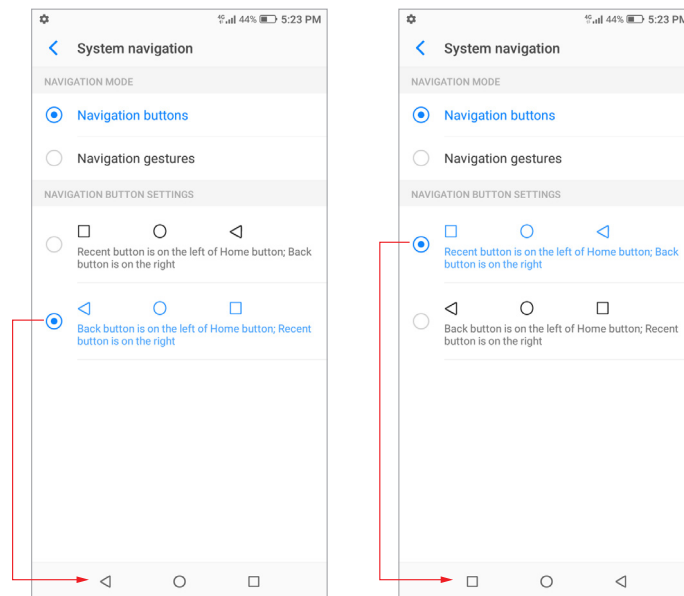 4G 44% 5:23 PM
System navigation
NAVIGATION MODE
Navigation buttons
Navigation gestures
NAVIGATION BUTTON SETTINGS
Recent button is on the left of Home button; Back
button is on the right
Back button is on the left of Home button; Recent
button is on the right
4G 44% 5:23 PM
System navigation
NAVIGATION MODE
Navigation buttons
Navigation gestures
NAVIGATION BUTTON SETTINGS
Recent button is on the left of Home button; Back
button is on the right
Back button is on the left of Home button; Recent
button is on the right